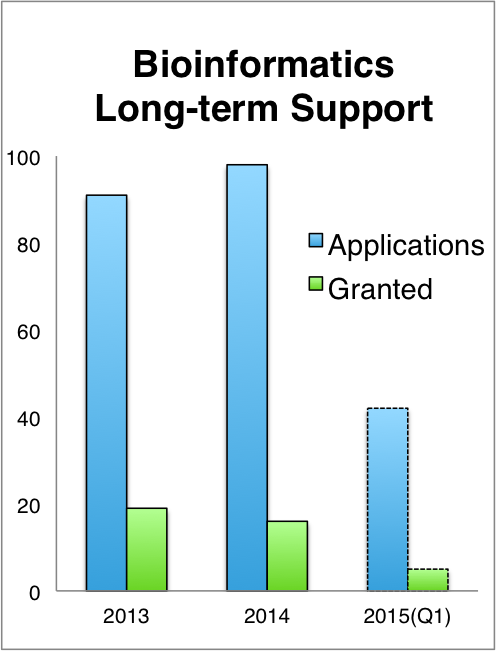 Bioinformatics
Long-term Support
100
80
60
40
20
0
Applications
Granted
2013
2014
2015(Q1)